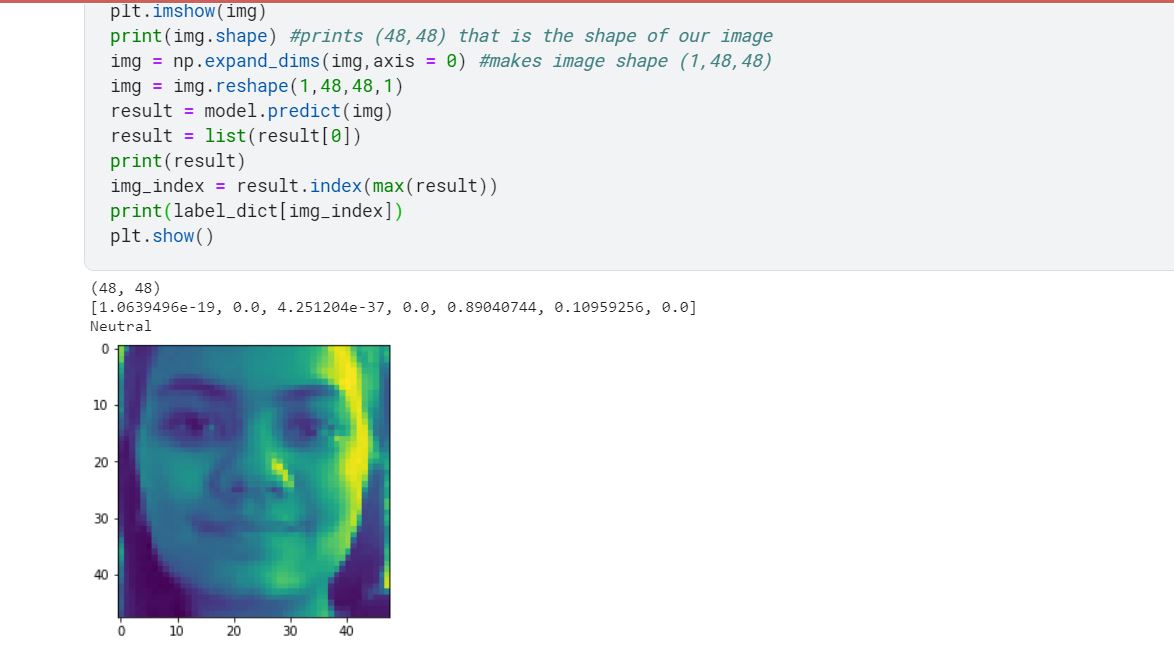 plt.imshow(img)
print(img.shape) #prints (48,48) that is the shape of our image
img = np.expand_dims(img,axis = 0) #makes image shape (1,48,48)
img = img.reshape(1,48,48,1)
result = model.predict(img)
result = list(result[0])
print(result)
img_index = result.index(max(result))
print(label_dict[img_index])
plt.show()
(48, 48)
[1.0639496e-19, 0.0, 4.251204e-37, 0.0, 0.89040744, 0.10959256, 0.0]
Neutral
0
10
20
30
40
0 10 20 30 40